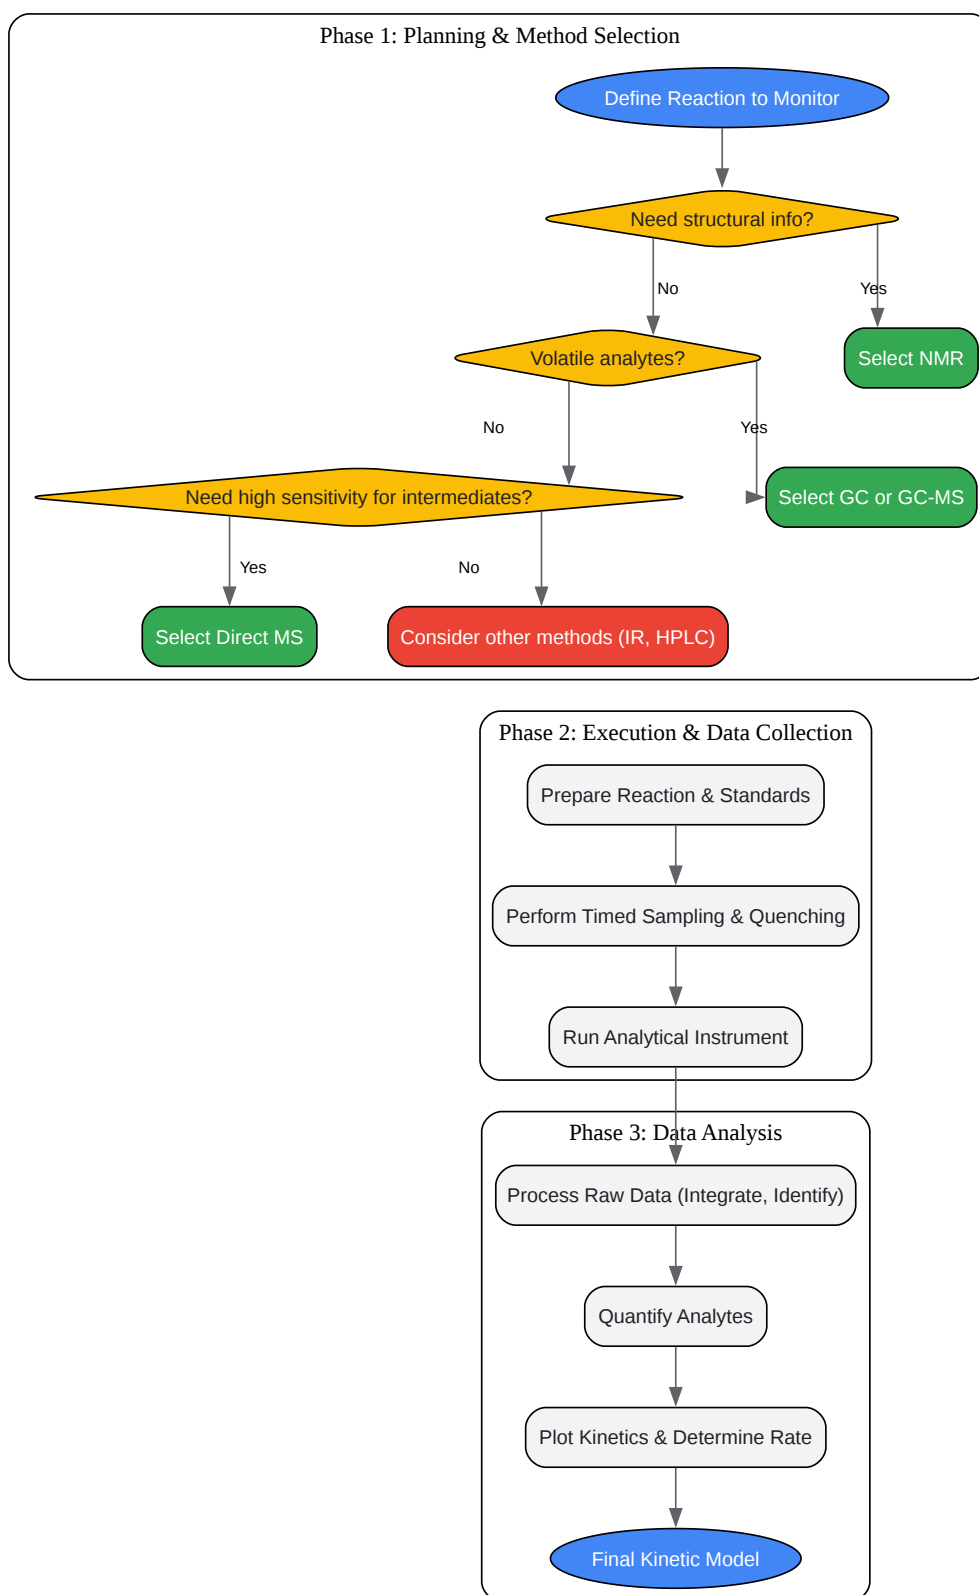 Phase 1: Planning & Method Selection
Define Reaction to Monitor
Need structural info?
No
Yes
Volatile analytes?
Select NMR
No
Yes
Need high sensitivity for intermediates?
Select GC or GC-MS
Yes
No
Select Direct MS
Consider other methods (IR, HPLC)
Phase 2: Execution & Data Collection
Prepare Reaction & Standards
Perform Timed Sampling & Quenching
Run Analytical Instrument
Phase 3: Data Analysis
Process Raw Data (Integrate, Identify)
Quantify Analytes
Plot Kinetics & Determine Rate
Final Kinetic Model